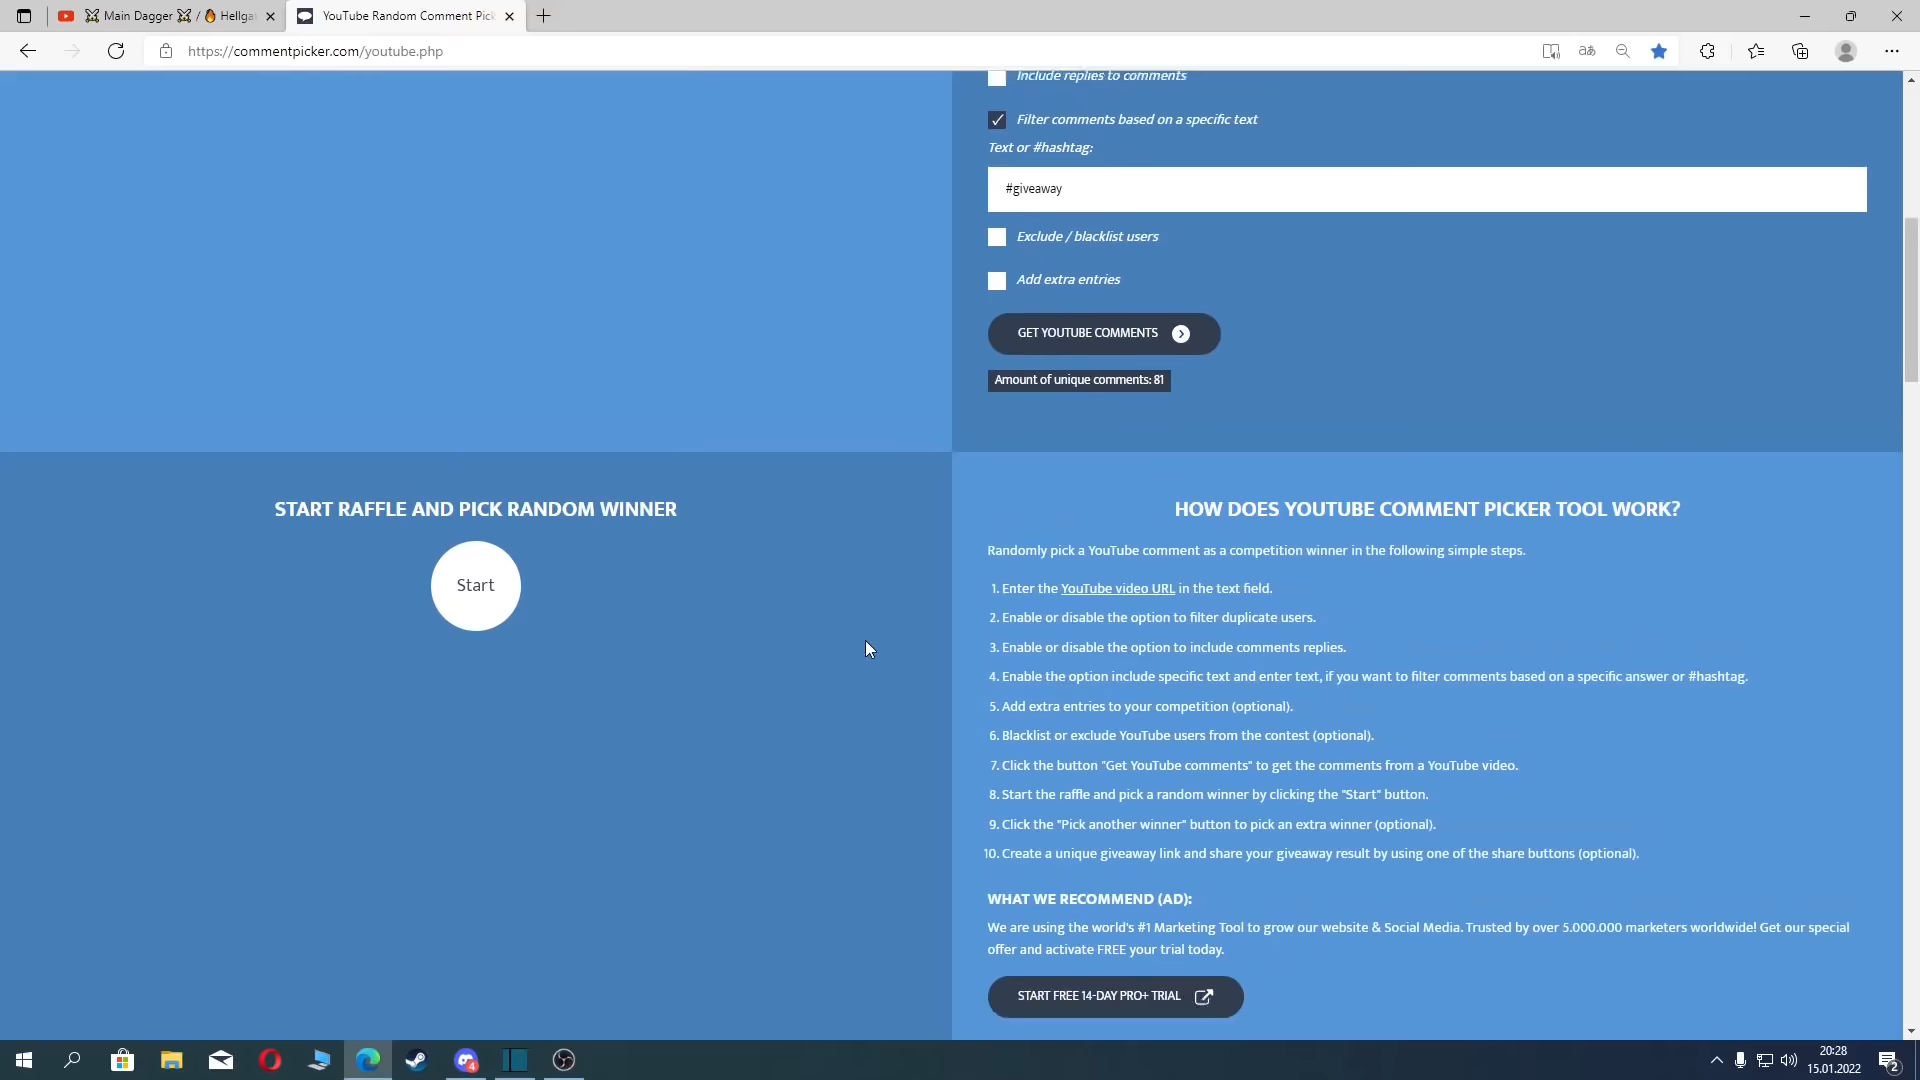 Main Dagger / Hellga
YouTube Random Comment Pick
https://commentpicker.com/youtube.php
Include replies to comments
Filter comments based on a specific text
Text or #hashtag:
#giveaway
Exclude / blacklist users
Add extra entries
GET YOUTUBE COMMENTS
Amount of unique comments: 81
START RAFFLE AND PICK RANDOM WINNER
Start
HOW DOES YOUTUBE COMMENT PICKER TOOL WORK?
Randomly pick a YouTube comment as a competition winner in the following simple steps.
1. Enter the YouTube video URL in the text field.
2. Enable or disable the option to filter duplicate users.
3. Enable or disable the option to include comments replies.
4. Enable the option include specific text and enter text, if you want to filter comments based on a specific answer or #hashtag.
5. Add extra entries to your competition (optional).
6. Blacklist or exclude YouTube users from the contest (optional).
7. Click the button "Get YouTube comments" to get the comments from a YouTube video.
8. Start the raffle and pick a random winner by clicking the "Start" button.
9. Click the "Pick another winner" button to pick an extra winner (optional).
10. Create a unique giveaway link and share your giveaway result by using one of the share buttons (optional).
WHAT WE RECOMMEND (AD):
We are using the world's #1 Marketing Tool to grow our website & Social Media. Trusted by over 5.000.000 marketers worldwide! Get our special
offer and activate FREE your trial today.
START FREE 14-DAY PRO+ TRIAL
4
20:28
15.01.2022
2